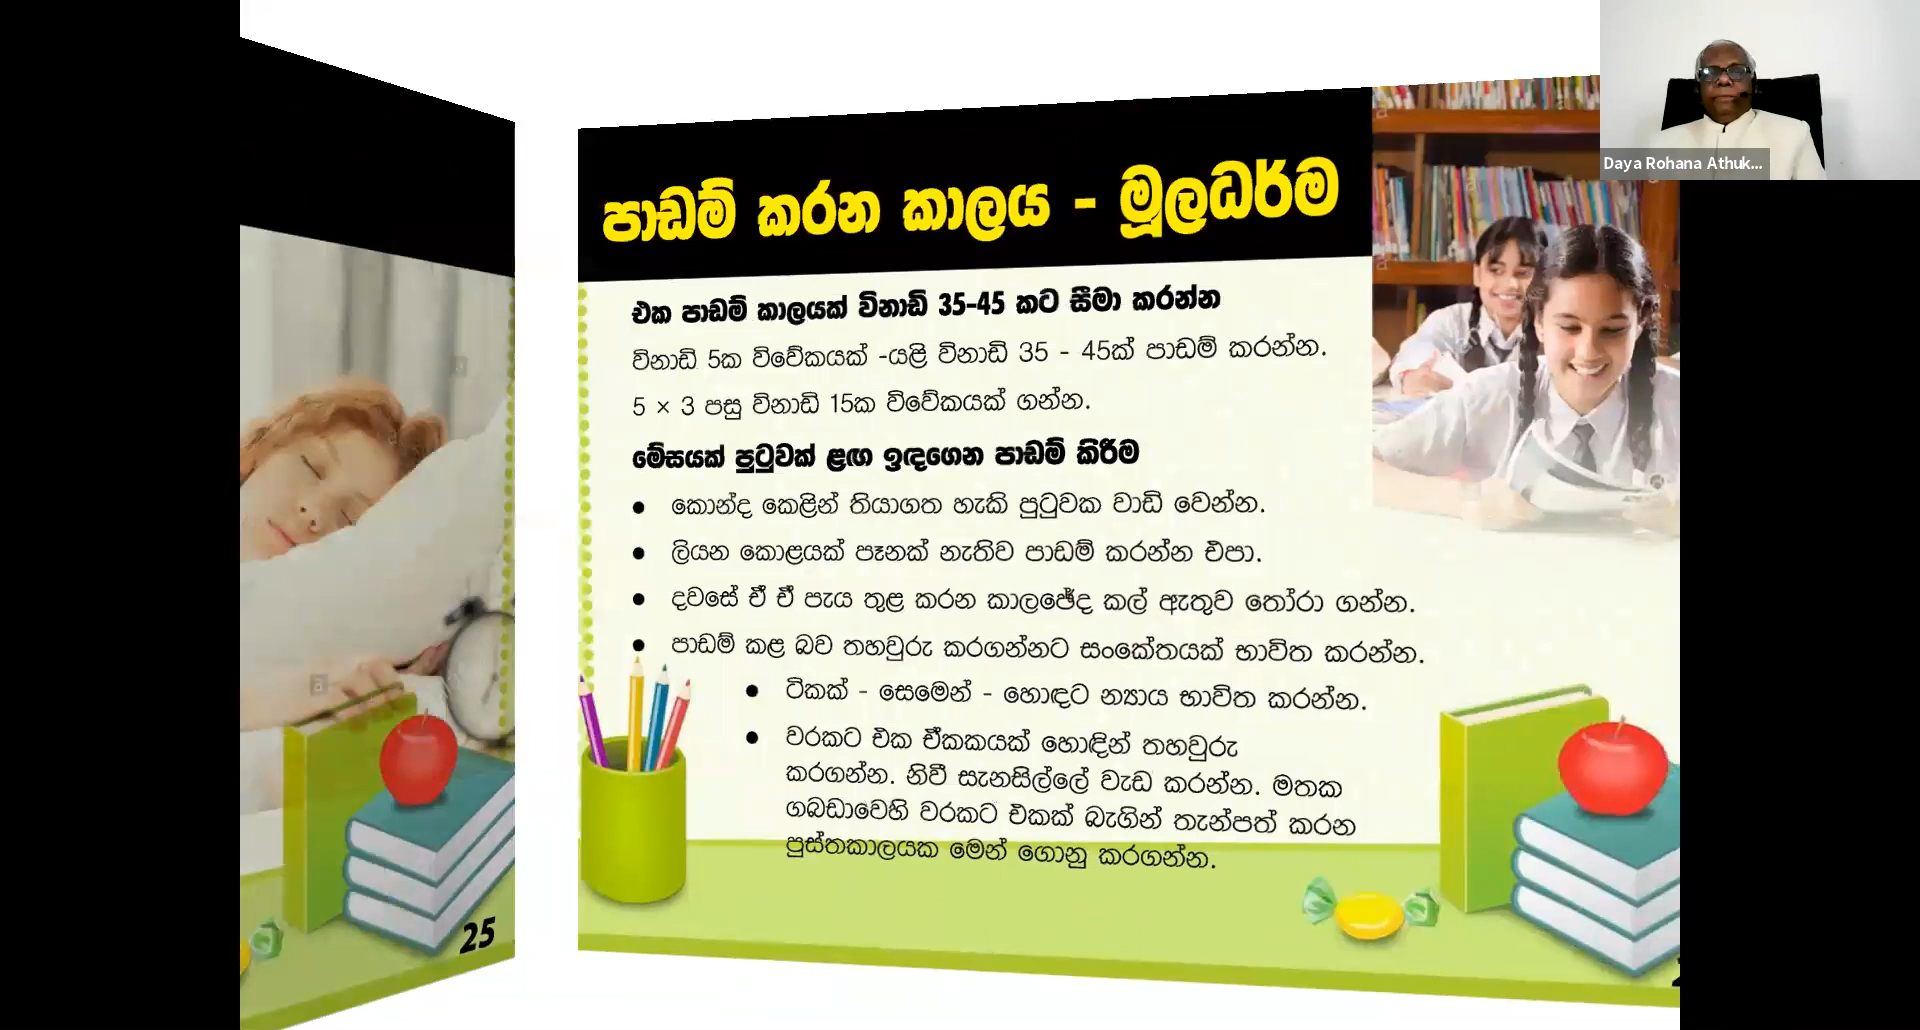 Daya Rohana Athuk...
පාඩම් කරන කාලය - මූලධර්ම
එක පාඩම් කාලයක් විනාඩි 35-45 කට සීමා කරන්න
විනාඩි 5ක විවේකයක් -යළි විනාඩි 35 - 45ක් පාඩම් කරන්න.
5 × 3 පසු විනාඩි 15ක විවේකයක් ගන්න.
මේසයක් පුටුවක් ළඟ ඉඳගෙන පාඩම් කිරීම
• කොන්ද කෙළින් තියාගත හැකි පුටුවක වාඩි වෙන්න.
• ලියන කොළයක් පෑනක් නැතිව පාඩම් කරන්න එපා.
• දවසේ ඒ ඒ පැය තුළ කරන කාලඡේද කල් ඇතුව තෝරා ගන්න.
• පාඩම් කළ බව තහවුරු කරගන්නට සංකේතයක් භාවිත කරන්න.
• ටිකක් - සෙමෙන් - හොඳට න්‍යාය භාවිත කරන්න.
• වරකට එක ඒකකයක් හොඳින් තහවුරු
කරගන්න. නිවී සැනසිල්ලේ වැඩ කරන්න. මතක
ගබඩාවෙහි වරකට එකක් බැගින් තැන්පත් කරන
පුස්තකාලයක මෙන් ගොනු කරගන්න.
25